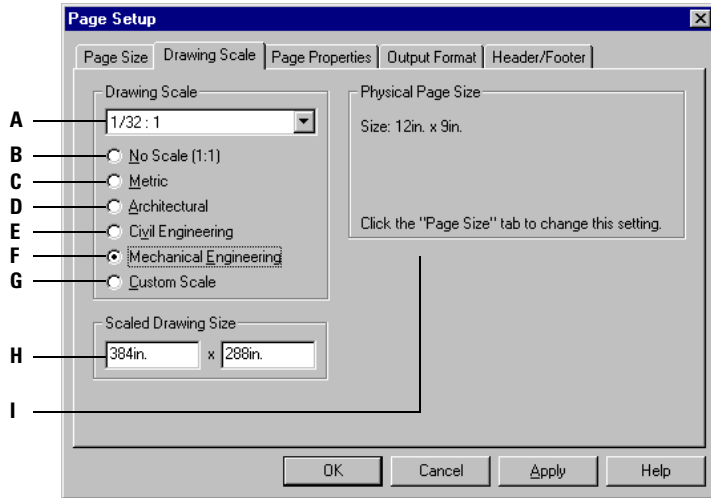 Page Setup
Page Size Drawing Scale Page Properties Output Format Header/Footer
Drawing Scale
A 1/32 : 1
B No Scale (1:1)
C Metric
D Architectural
E Civil Engineering
F Mechanical Engineering
G Custom Scale
Physical Page Size
Size: 12in. x 9in.
Click the "Page Size" tab to change this setting.
Scaled Drawing Size
H 384in. x 288in.
I
OK Cancel Apply Help